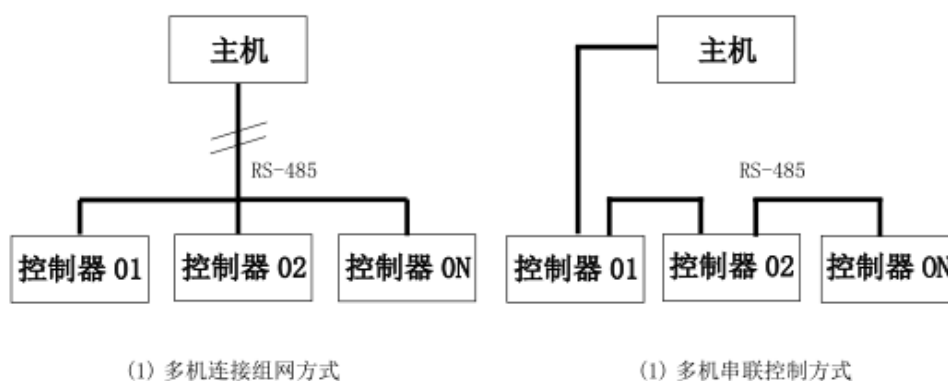 主机
主机
RS-485
RS-485
控制器 01
控制器 02
控制器 0N
控制器 01
控制器 02
控制器 0N
(1) 多机连接组网方式
(1) 多机串联控制方式